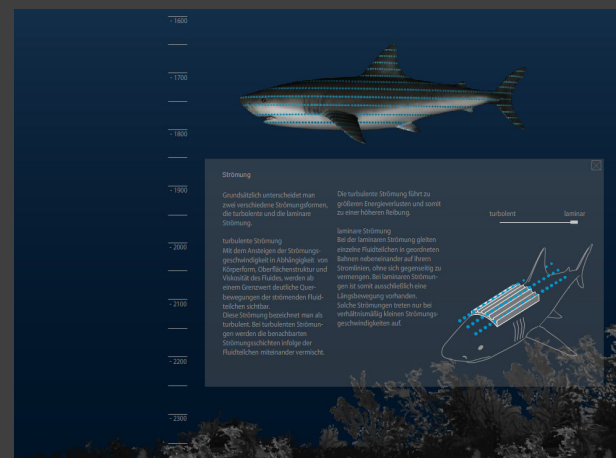 - 1600
- 1700
- 1800
- 1900
- 2000
- 2100
- 2200
- 2300
Strömung
Grundsätzlich unterscheidet man
zwei verschiedene Strömungsformen,
die turbolente und die laminare
Strömung.
turbulente Strömung
Mit dem Ansteigen der Strömungs-
geschwindigkeit in Abhängigkeit von
Körperform, Oberflächenstruktur und
Viskosität des Fluides, werden ab
einem Grenzwert deutliche Quer-
bewegungen der strömenden Fluid-
teilchen sichtbar.
Diese Strömung bezeichnet man als
turbulent. Bei turbulenten Strömun-
gen werden die benachbarten
Strömungsschichten infolge der
Fluidteilchen miteinander vermischt.
Die turbulente Strömung führt zu
größeren Energieverlusten und somit
zu einer höheren Reibung.
laminare Strömung
Bei der laminaren Strömung gleiten
einzelne Fluidteilchen in geordneten
Bahnen nebeneinander auf ihren
Stromlinien, ohne sich gegenseitig zu
vermengen. Bei laminaren Strömun-
gen ist somit ausschließlich eine
Längsbewegung vorhanden.
Solche Strömungen treten nur bei
verhältnismäßig kleinen Strömungs-
geschwindigkeiten auf.
turbolent laminar